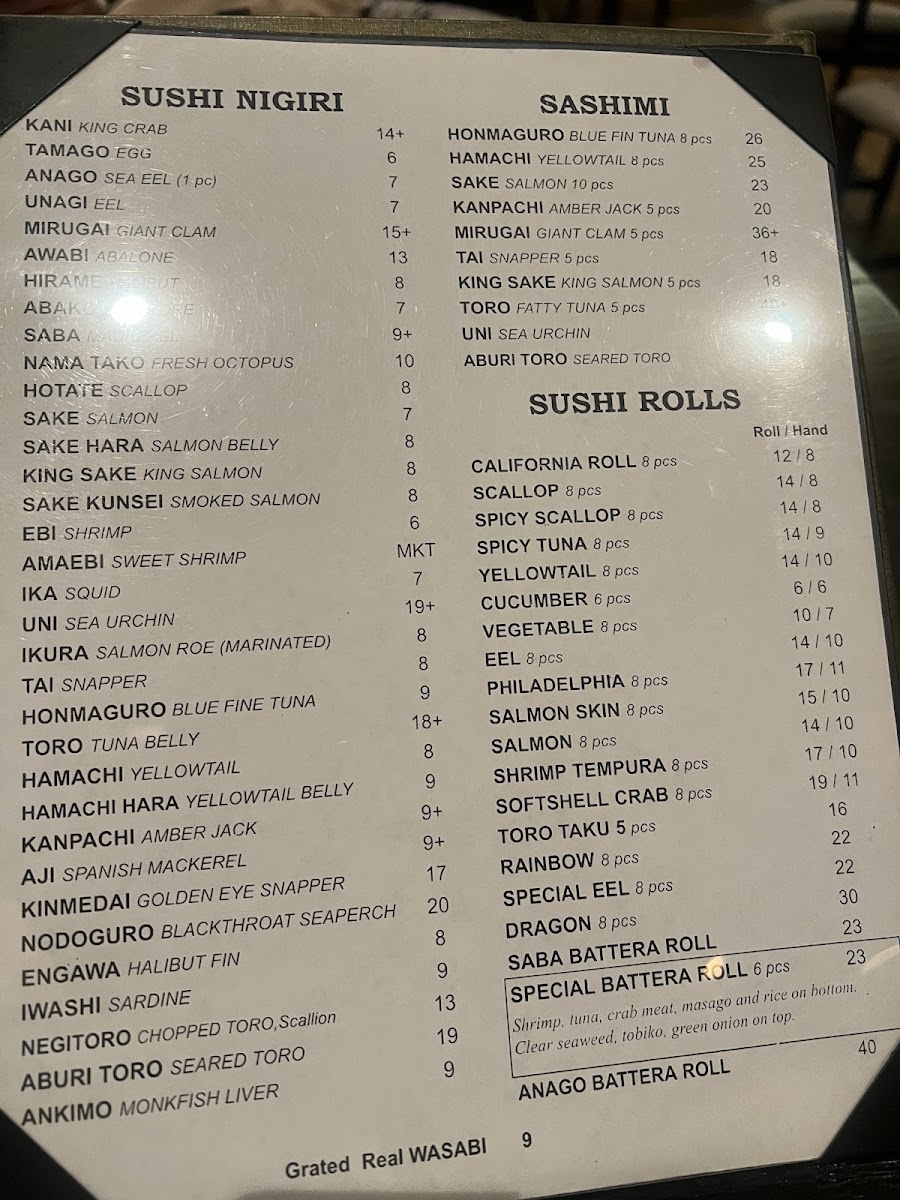 SUSHI NIGIRI
KANI KING CRAB 14+
TAMAGO EGG 6
ANAGO SEA EEL (1 pc) 7
UNAGI EEL 7
MIRUGAI GIANT CLAM 15+
AWABI ABALONE 13
HIRAME 8
7
SABA 9+
NAMA TAKO FRESH OCTOPUS 10
HOTATE SCALLOP 8
SAKE SALMON 7
SAKE HARA SALMON BELLY 8
KING SAKE KING SALMON 8
SAKE KUNSEI SMOKED SALMON 8
EBI SHRIMP 6
AMAEBI SWEET SHRIMP MKT
IKA SQUID 7
UNI SEA URCHIN 19+
IKURA SALMON ROE (MARINATED) 8
TAI SNAPPER 8
HONMAGURO BLUE FINE TUNA 9
TORO TUNA BELLY 18+
HAMACHI YELLOWTAIL 8
HAMACHI HARA YELLOWTAIL BELLY 9
KANPACHI AMBER JACK 9+
AJI SPANISH MACKEREL 9+
KINMEDAI GOLDEN EYE SNAPPER 17
NODOGURO BLACKTHROAT SEAPERCH 20
ENGAWA HALIBUT FIN 8
IWASHI SARDINE 9
NEGITORO CHOPPED TORO,Scallion 13
ABURI TORO SEARED TORO 19
ANKIMO MONKFISH LIVER 9
SASHIMI
HONMAGURO BLUE FIN TUNA 8 pcs 26
HAMACHI YELLOWTAIL 8 pcs 25
SAKE SALMON 10 pcs 23
KANPACHI AMBER JACK 5 pcs 20
MIRUGAI GIANT CLAM 5 pcs 36+
TAI SNAPPER 5 pcs 18
KING SAKE KING SALMON 5 pcs 18
TORO FATTY TUNA 5 pcs
UNI SEA URCHIN
ABURI TORO SEARED TORO
SUSHI ROLLS
Roll / Hand
CALIFORNIA ROLL 8 pcs 12 / 8
SCALLOP 8 pcs 14 / 8
SPICY SCALLOP 8 pcs 14 / 8
SPICY TUNA 8 pcs 14 / 9
YELLOWTAIL 8 pcs 14 / 10
CUCUMBER 6 pcs 6 / 6
VEGETABLE 8 pcs 10 / 7
EEL 8 pcs 14 / 10
PHILADELPHIA 8 pcs 17 / 11
SALMON SKIN 8 pcs 15 / 10
SALMON 8 pcs 14 / 10
SHRIMP TEMPURA 8 pcs 17 / 10
SOFTSHELL CRAB 8 pcs 19 / 11
TORO TAKU 5 pcs 16
RAINBOW 8 pcs 22
SPECIAL EEL 8 pcs 22
DRAGON 8 pcs 30
SABA BATTERA ROLL 23
SPECIAL BATTERA ROLL 6 pcs 23
Shrimp, tuna, crab meat, masago and rice on bottom.
Clear seaweed, tobiko, green onion on top.
ANAGO BATTERA ROLL 40
Grated Real WASABI 9